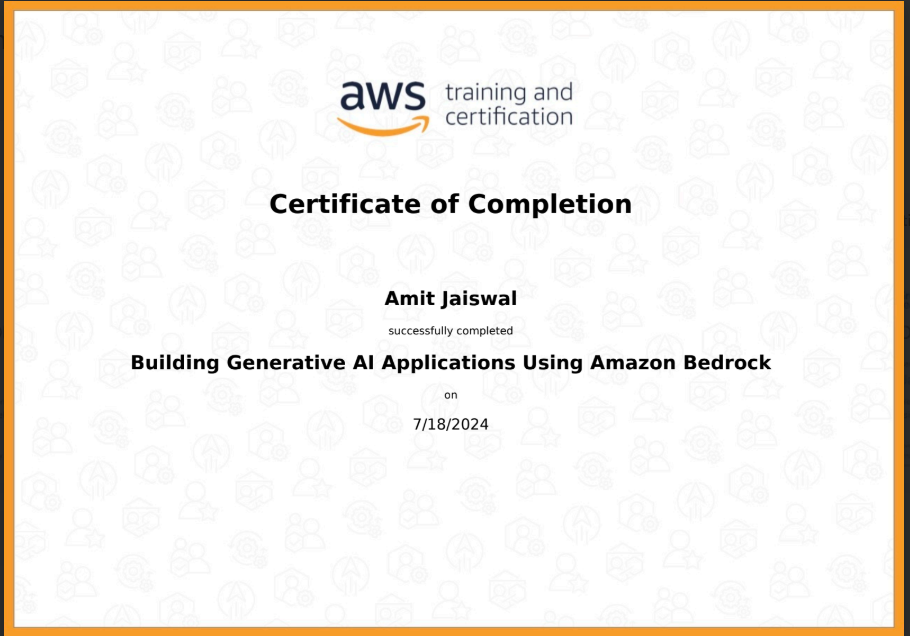 aws training and
certification
Certificate of Completion
Amit Jaiswal
successfully completed
Building Generative AI Applications Using Amazon Bedrock
on
7/18/2024